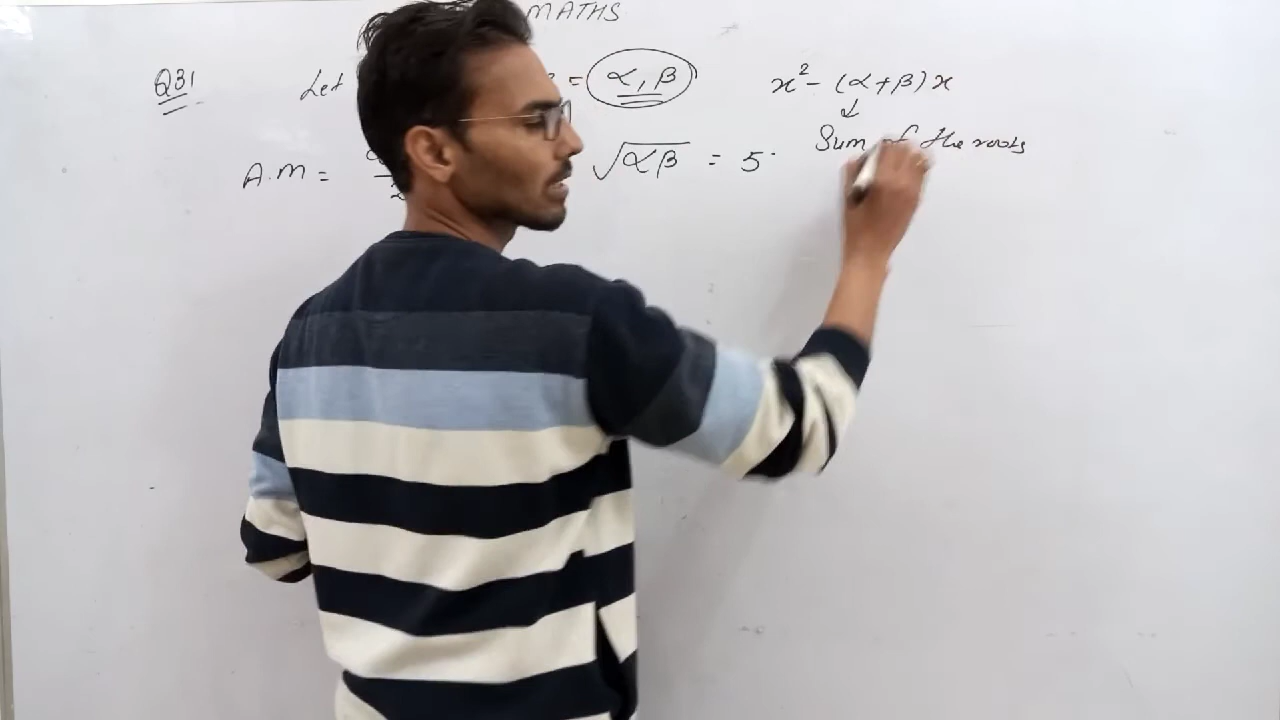 MATHS
Q31 Let = α, β x² - (α+β)x
↓
A.M = √αβ = 5 Sum of the roots